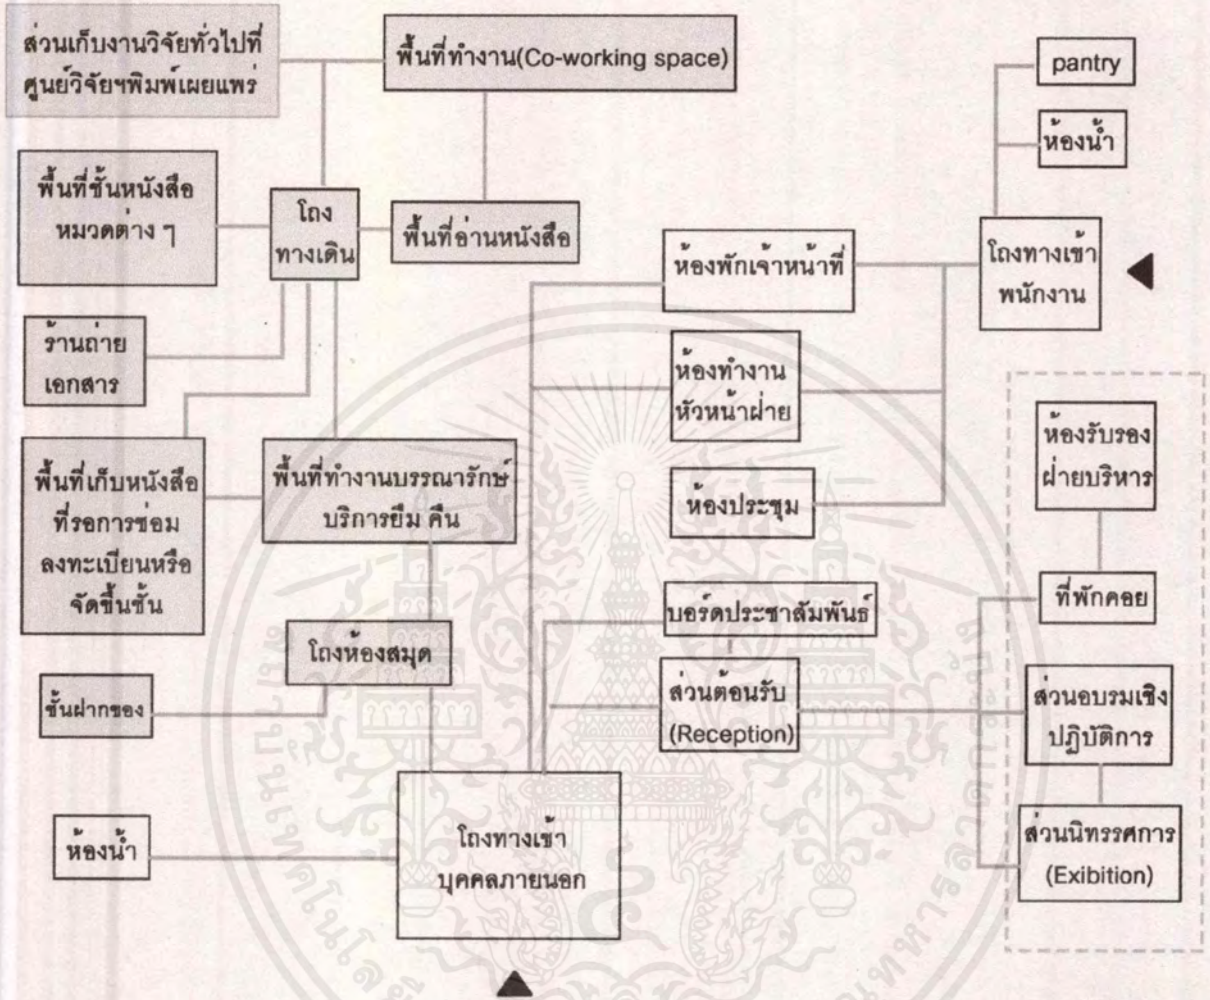 ส่วนเก็บงานวิจัยทั่วไปที่
ศูนย์วิจัยฯพิมพ์เผยแพร่
พื้นที่ทำงาน(Co-working space)
pantry
ห้องน้ำ
พื้นที่ชั้นหนังสือ
หมวดต่าง ๆ
โถง
ทางเดิน
พื้นที่อ่านหนังสือ
ห้องพักเจ้าหน้าที่
โถงทางเข้า
พนักงาน
ร้านถ่าย
เอกสาร
ห้องทำงาน
หัวหน้าฝ่าย
ห้องรับรอง
ฝ่ายบริหาร
พื้นที่เก็บหนังสือ
ที่รอการซ่อม
ลงทะเบียนหรือ
จัดขึ้นชั้น
พื้นที่ทำงานบรรณารักษ์
บริการยืม คืน
ห้องประชุม
ที่พักคอย
บอร์ดประชาสัมพันธ์
โถงห้องสมุด
ส่วนต้อนรับ
(Reception)
ส่วนอบรมเชิง
ปฏิบัติการ
ชั้นฝากของ
ห้องน้ำ
โถงทางเข้า
บุคคลภายนอก
ส่วนนิทรรศการ
(Exibition)